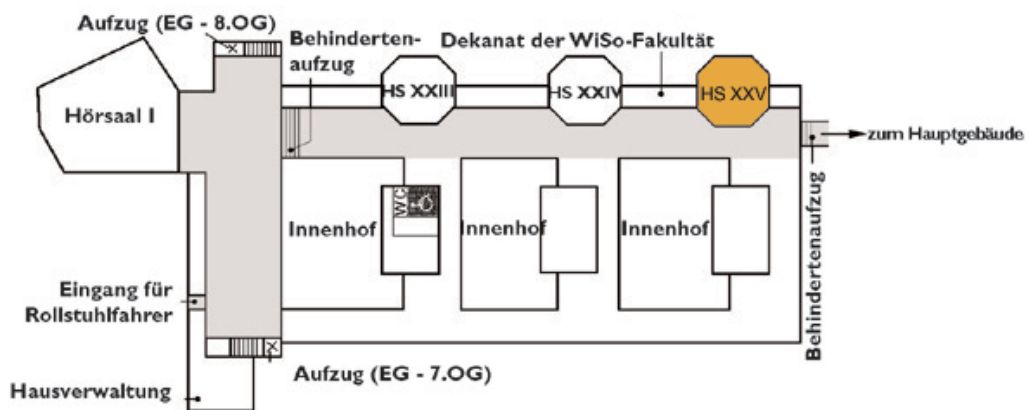 Aufzug (EG - 8.OG)
Behinderten-
aufzug
Dekanat der WiSo-Fakultät
Hörsaal I
HS XXIII
HS XXIV
HS XXV
zum Hauptgebäude
WC
Innenhof
Innenhof
Innenhof
Behindertenaufzug
Eingang für
Rollstuhlfahrer
Aufzug (EG - 7.OG)
Hausverwaltung